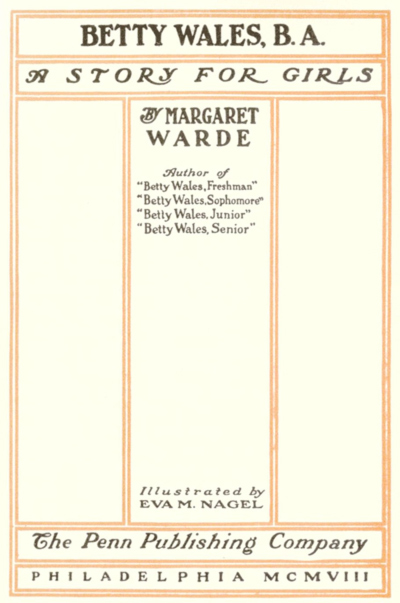 BETTY WALES, B.A.
A STORY FOR GIRLS
By MARGARET
WARDE
Author of
"Betty Wales, Freshman"
"Betty Wales, Sophomore"
"Betty Wales, Junior"
"Betty Wales, Senior"
Illustrated by
EVA M. NAGEL
The Penn Publishing Company
PHILADELPHIA MCMVIII